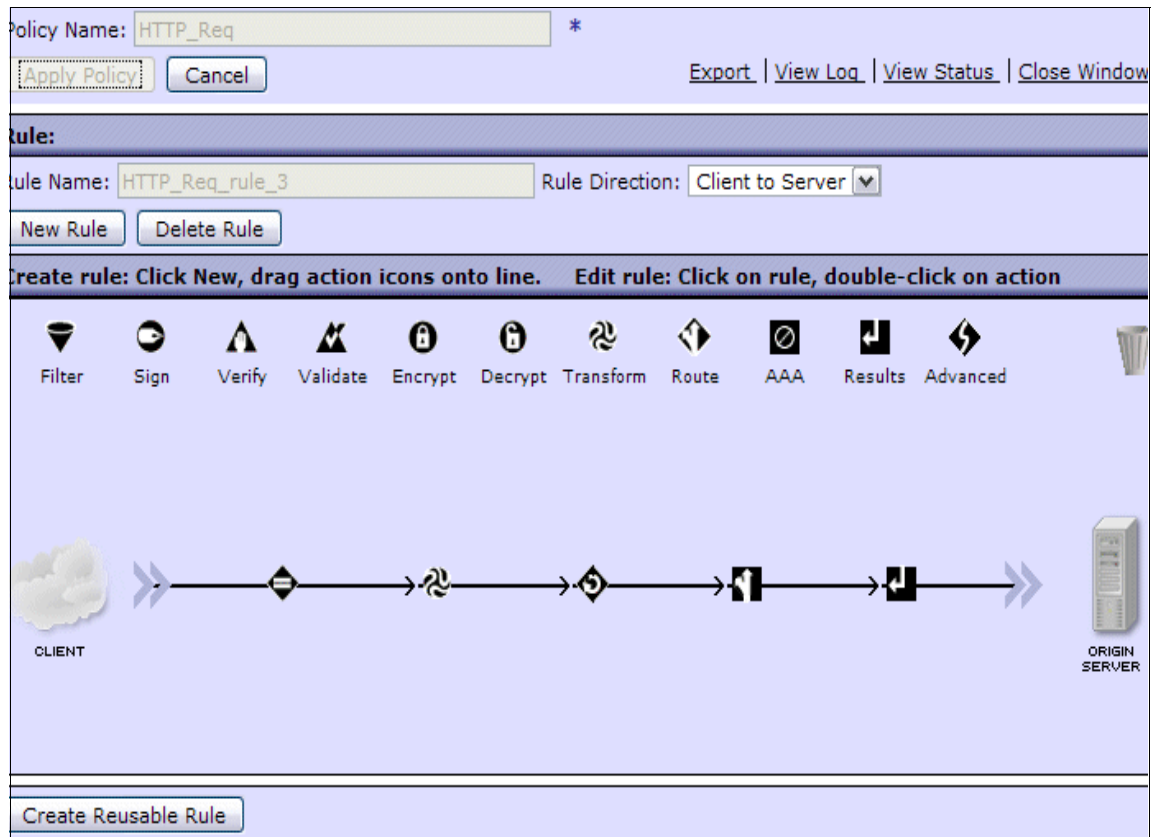 Policy Name: HTTP_Req *
Apply Policy Cancel Export | View Log | View Status | Close Window
Rule:
Rule Name: HTTP_Req_rule_3 Rule Direction: Client to Server
New Rule Delete Rule
Create rule: Click New, drag action icons onto line. Edit rule: Click on rule, double-click on action
Filter Sign Verify Validate Encrypt Decrypt Transform Route AAA Results Advanced
CLIENT
ORIGIN
SERVER
Create Reusable Rule